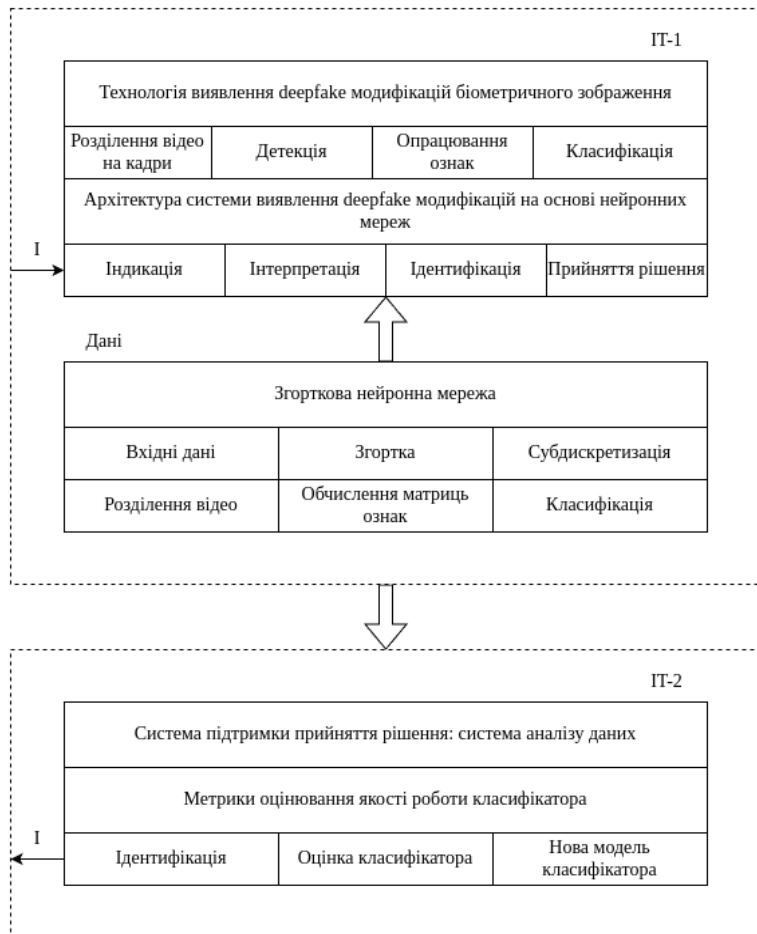 ІТ-1
Технологія виявлення deepfake модифікацій біометричного зображення
Розділення відео
на кадри
Детекція
Опрацювання
ознак
Класифікація
Архітектура системи виявлення deepfake модифікацій на основі нейронних
мереж
І
Індикація
Інтерпретація
Ідентифікація
Прийняття рішення
Дані
Згорткова нейронна мережа
Вхідні дані
Згортка
Субдискретизація
Розділення відео
Обчислення матриць
ознак
Класифікація
ІТ-2
Система підтримки прийняття рішення: система аналізу даних
Метрики оцінювання якості роботи класифікатора
І
Ідентифікація
Оцінка класифікатора
Нова модель
класифікатора